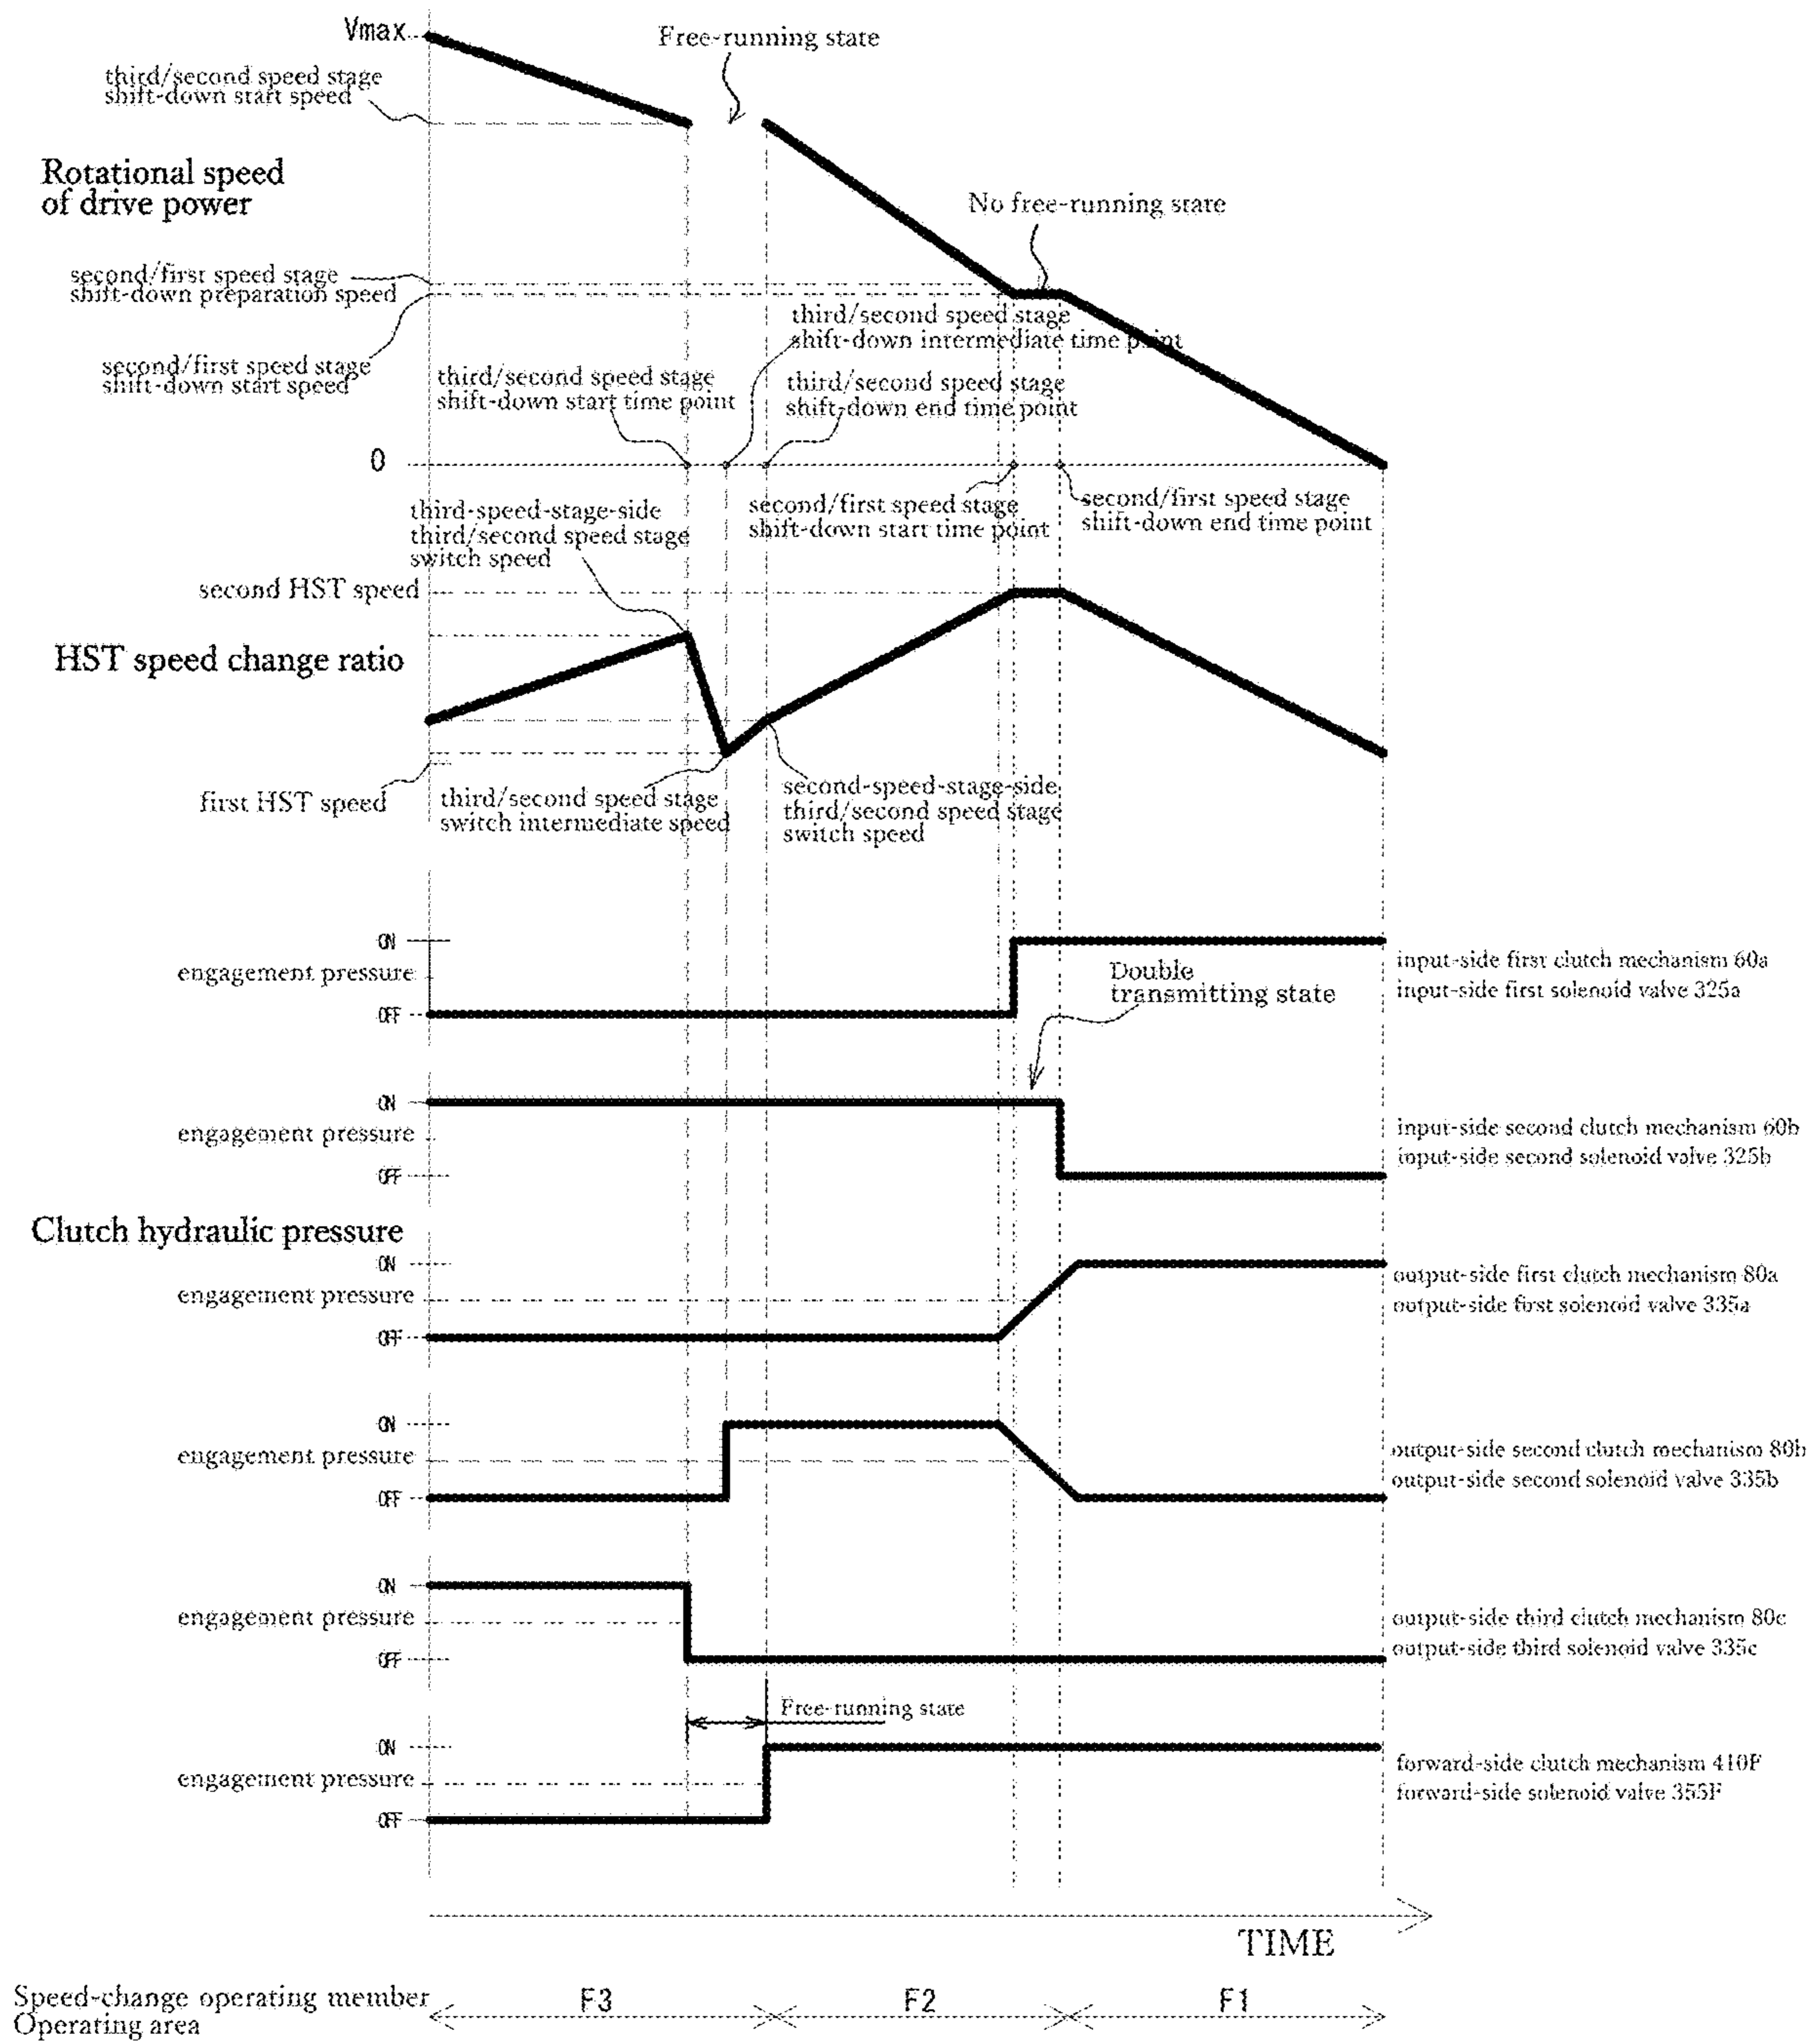 Vmax
Free-running state
third/second speed stage
shift-down start speed
Rotational speed
of drive power
No free-running state
second/first speed stage
shift-down preparation speed
third/second speed stage
shift-down intermediate time point
second/first speed stage
shift-down start speed
third/second speed stage
shift-down start time point
third/second speed stage
shift-down end time point
0
third-speed-stage-side
third/second speed stage
switch speed
second/first speed stage
shift-down start time point
second/first speed stage
shift-down end time point
second HST speed
HST speed change ratio
first HST speed
third/second speed stage
switch intermediate speed
second-speed-stage-side
third/second speed stage
switch speed
ON
engagement pressure
OFF
input-side first clutch mechanism 60a
input-side first solenoid valve 325a
Double
transmitting state
ON
engagement pressure
OFF
input-side second clutch mechanism 60b
input-side second solenoid valve 325b
Clutch hydraulic pressure
ON
engagement pressure
OFF
output-side first clutch mechanism 80a
output-side first solenoid valve 335a
ON
engagement pressure
OFF
output-side second clutch mechanism 80b
output-side second solenoid valve 335b
ON
engagement pressure
OFF
output-side third clutch mechanism 80c
output-side third solenoid valve 335c
Free-running state
ON
engagement pressure
OFF
forward-side clutch mechanism 410F
forward-side solenoid valve 355F
TIME
Speed-change operating member
Operating area
F3
F2
F1